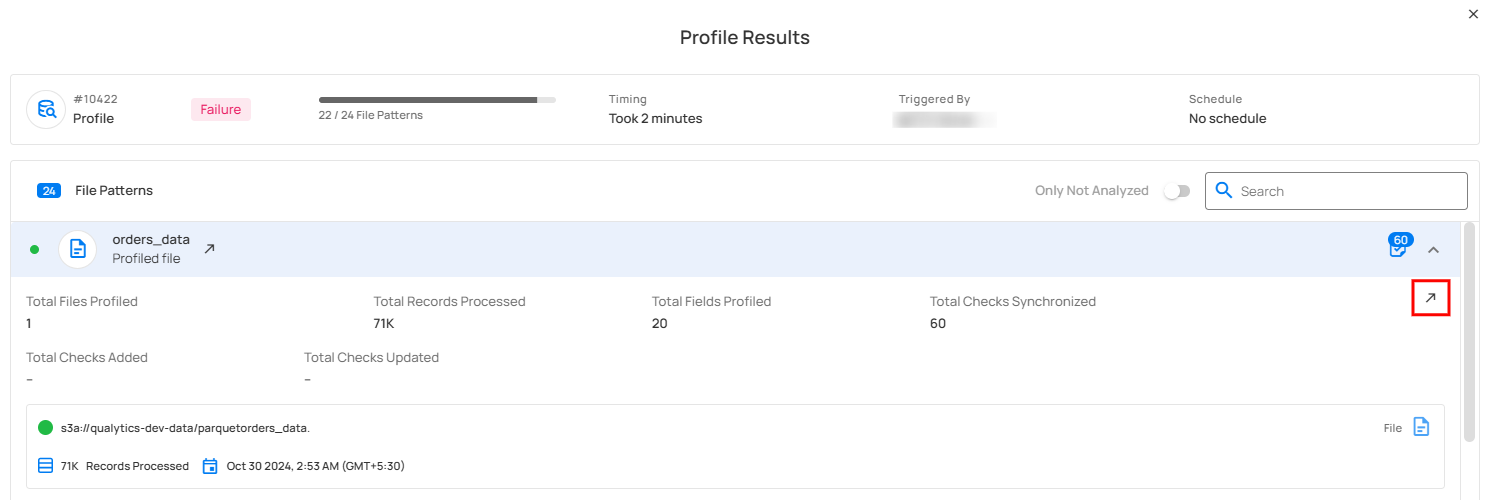 Profile Results
#10422
Profile
Failure
22 / 24 File Patterns
Timing
Took 2 minutes
Triggered By
Schedule
No schedule
24 File Patterns
Only Not Analyzed
Search
orders_data
Profiled file
60
Total Files Profiled
1
Total Records Processed
71K
Total Fields Profiled
20
Total Checks Synchronized
60
Total Checks Added
–
Total Checks Updated
–
s3a://qualytics-dev-data/parquetorders_data.
File
71K Records Processed
Oct 30 2024, 2:53 AM (GMT+5:30)